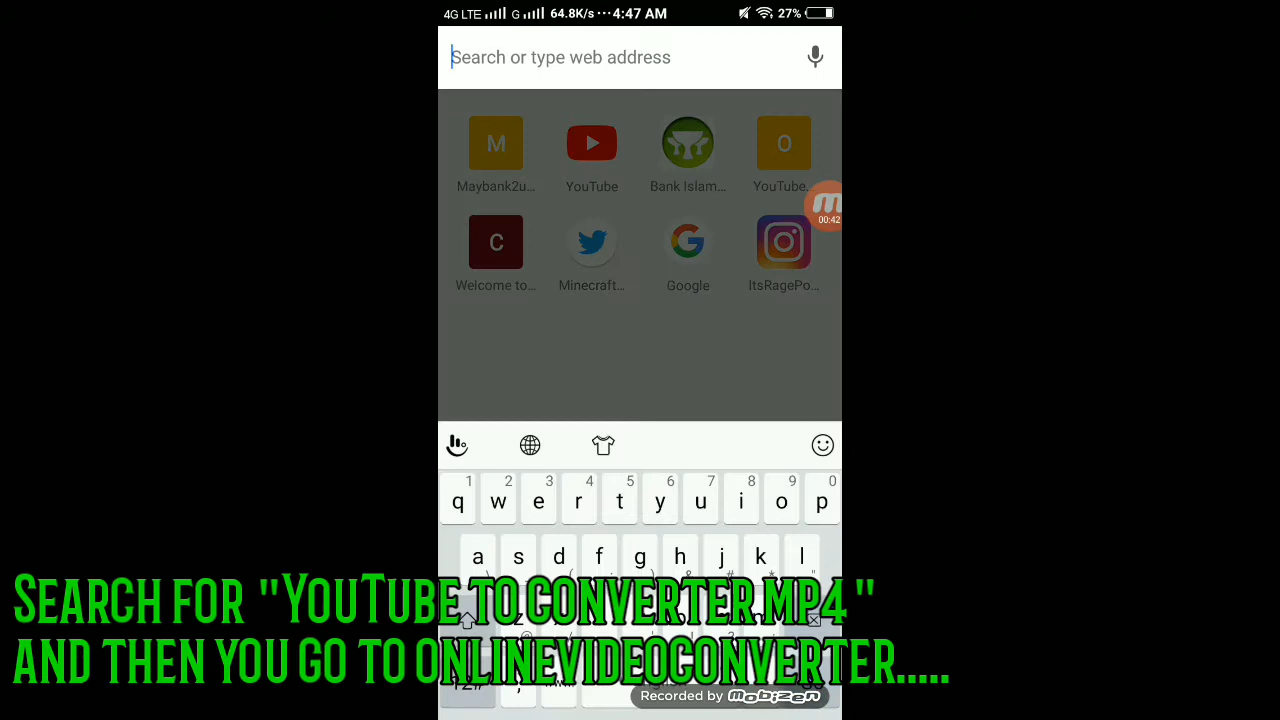 4G LTE G 64.8K/s ••• 4:47 AM 27%
Search or type web address
M O
Maybank2u... YouTube Bank Islam... YouTube.
00:42
C
Welcome to... Minecraft... Google ItsRagePo...
1 2 3 4 5 6 7 8 9 0
q w e r t y u i o p
a s d f g h j k l
Search for "YouTube to converter mp4"
and then you go to onlinevideoconverter.....
Recorded by mobizen